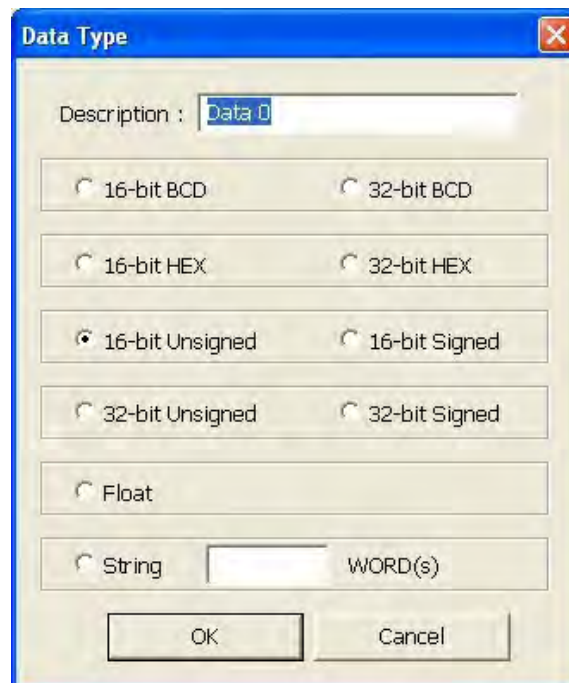 Data Type
Description : Data 0
16-bit BCD 32-bit BCD
16-bit HEX 32-bit HEX
16-bit Unsigned 16-bit Signed
32-bit Unsigned 32-bit Signed
Float
String WORD(s)
OK Cancel